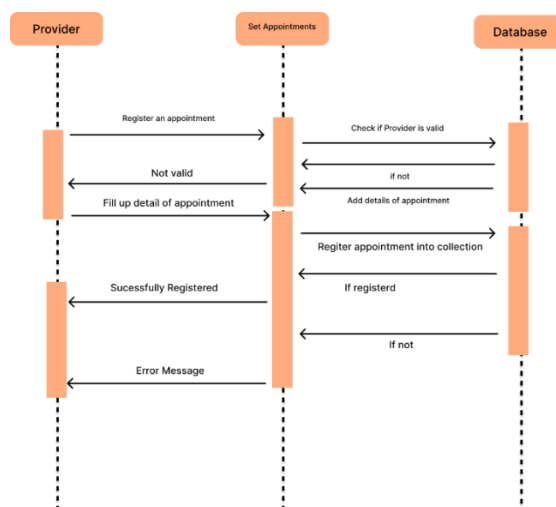 Provider
Set Appointments
Database
Register an appointment
Check if Provider is valid
Not valid
if not
Fill up detail of appointment
Add details of appointment
Regiter appointment into collection
Sucessfully Registered
If registerd
If not
Error Message